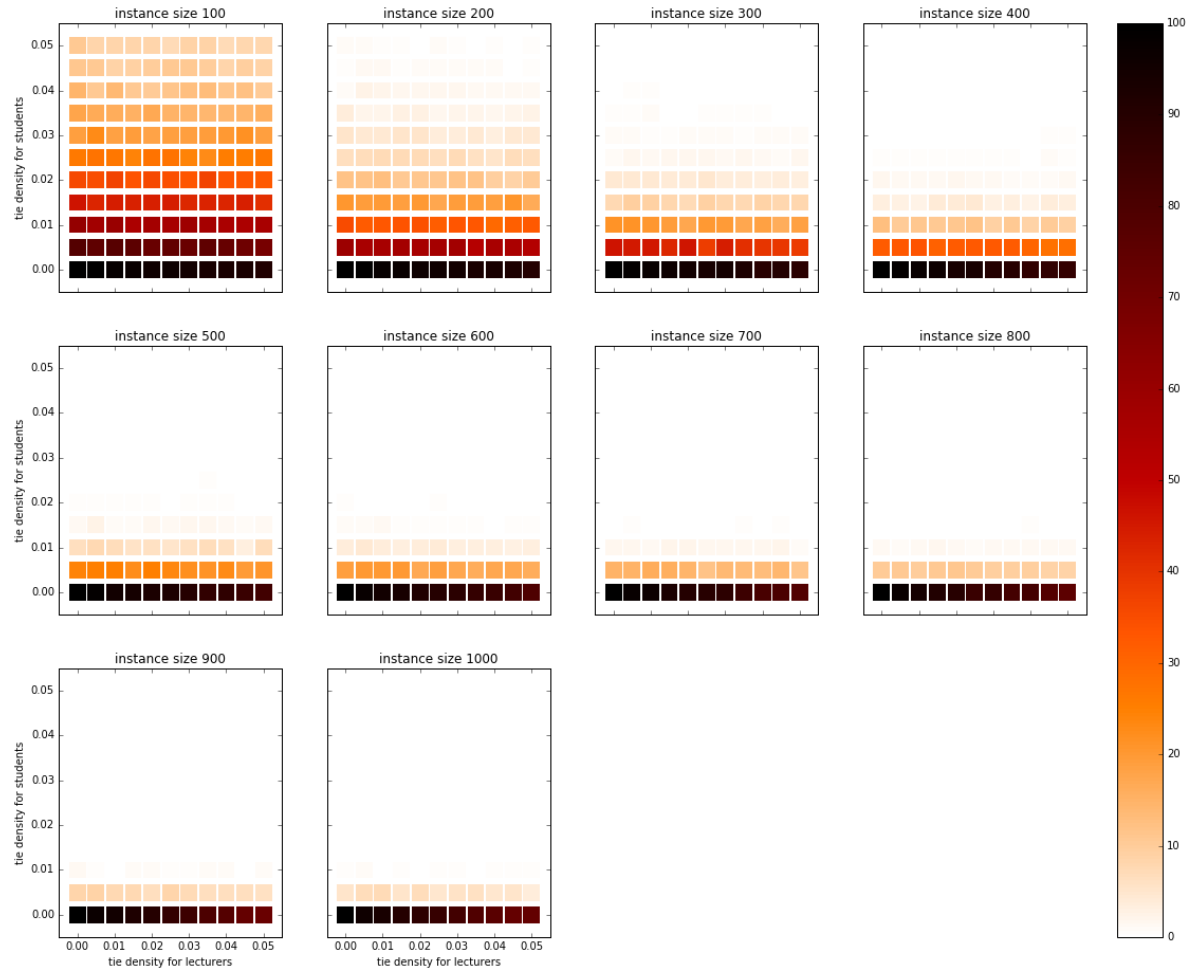 instance size 100
instance size 200
instance size 300
instance size 400
0.05
0.04
0.03
0.02
0.01
0.00
tie density for students
100
90
80
70
60
50
40
30
20
10
0
instance size 500
instance size 600
instance size 700
instance size 800
0.05
0.04
0.03
0.02
0.01
0.00
tie density for students
instance size 900
instance size 1000
0.05
0.04
0.03
0.02
0.01
0.00
tie density for students
0.00 0.01 0.02 0.03 0.04 0.05
tie density for lecturers
0.00 0.01 0.02 0.03 0.04 0.05
tie density for lecturers